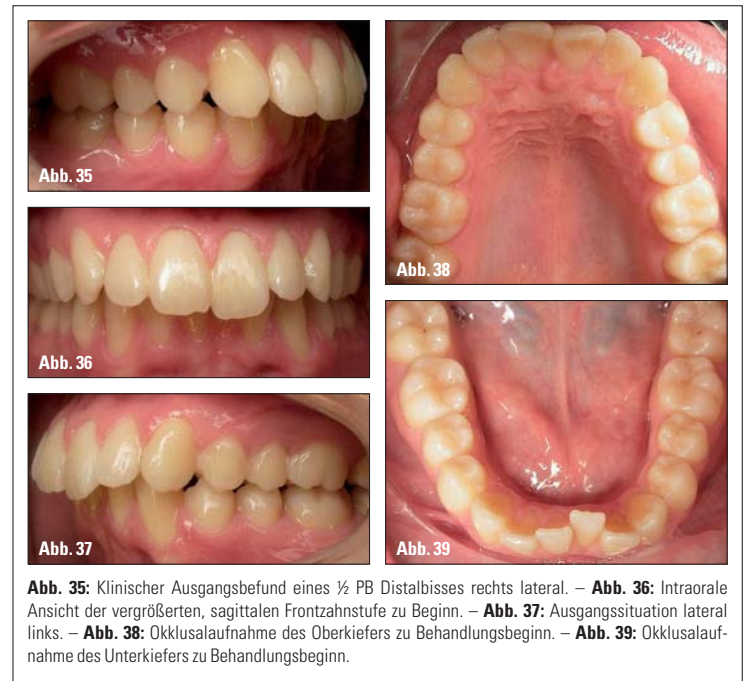 Abb. 35
Abb. 36
Abb. 37
Abb. 38
Abb. 39
Abb. 35: Klinischer Ausgangsbefund eines ½ PB Distalbisses rechts lateral. – Abb. 36: Intraorale
Ansicht der vergrößerten, sagittalen Frontzahnstufe zu Beginn. – Abb. 37: Ausgangssituation lateral
links. – Abb. 38: Okklusalaufnahme des Oberkiefers zu Behandlungsbeginn. – Abb. 39: Okklusalauf-
nahme des Unterkiefers zu Behandlungsbeginn.